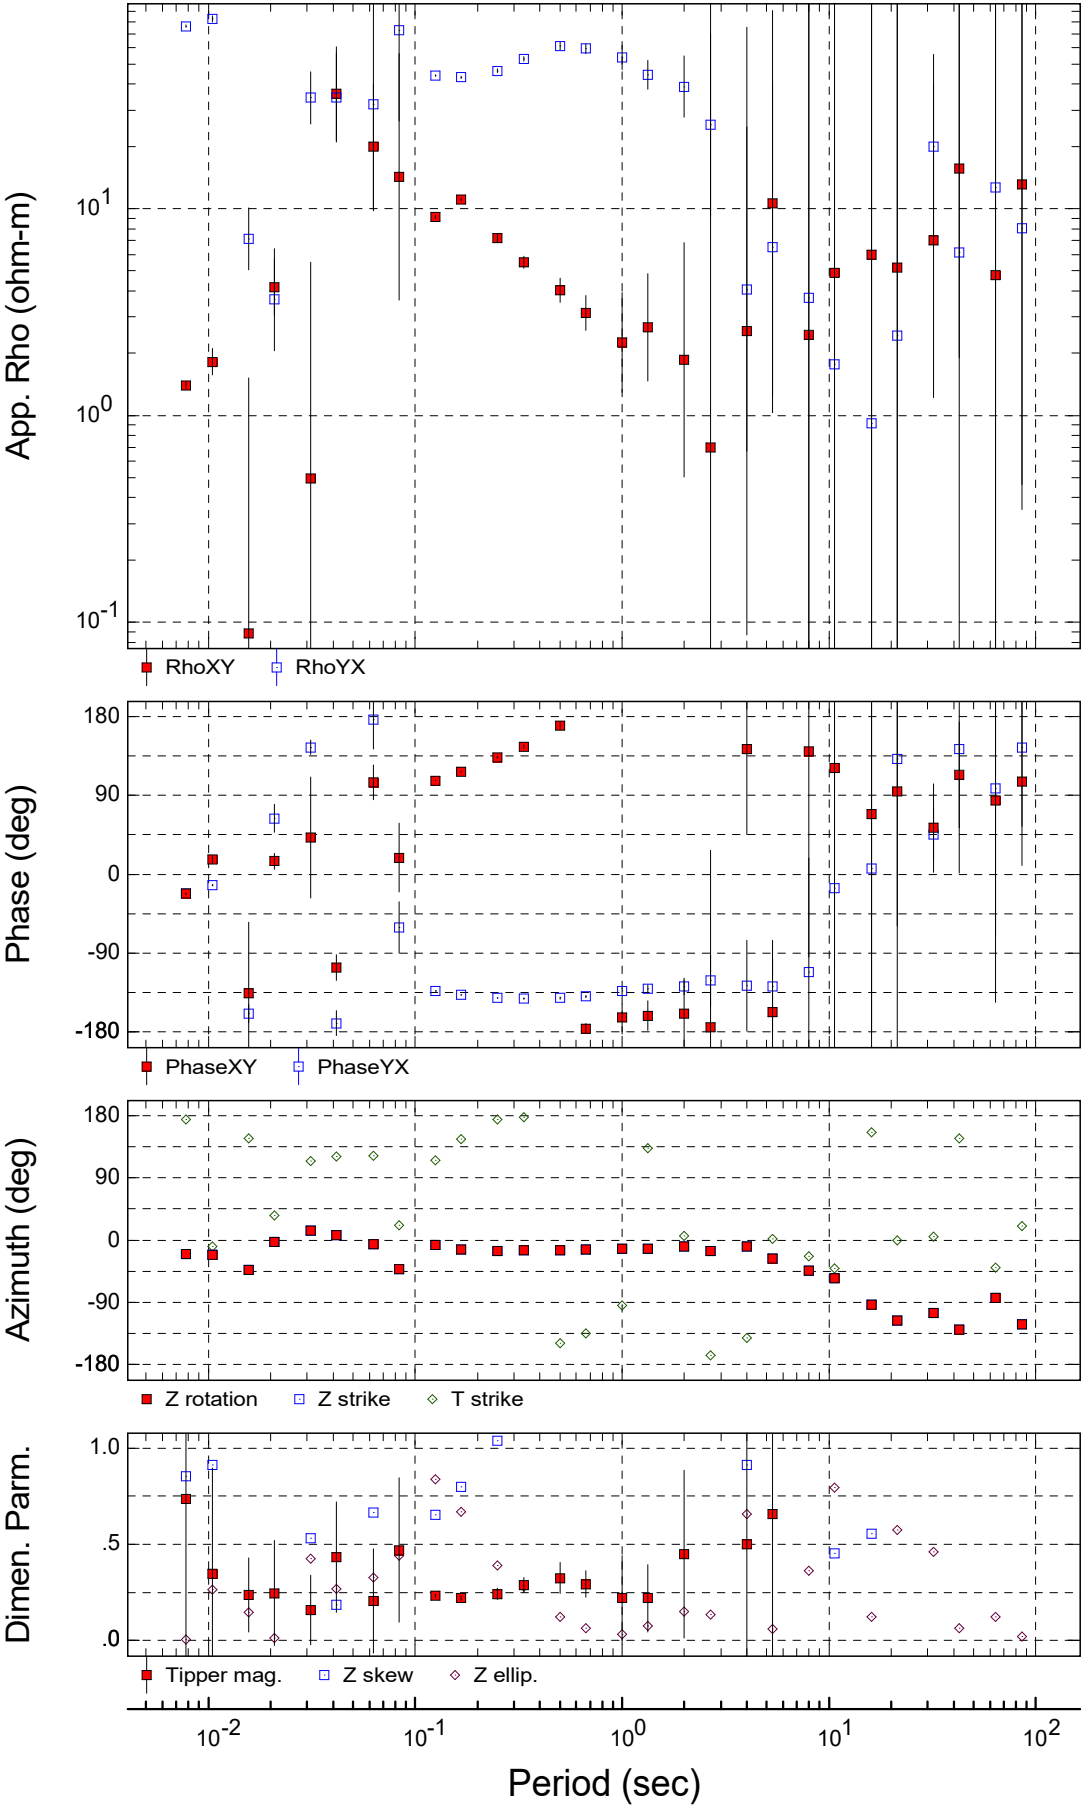 App. Rho (ohm-m)
10^1
10^0
10^-1
RhoXY RhoYX
Phase (deg)
180
90
0
-90
-180
PhaseXY PhaseYX
Azimuth (deg)
180
90
0
-90
-180
Z rotation Z strike T strike
Dimen. Parm.
1.0
.5
.0
Tipper mag. Z skew Z ellip.
10^-2 10^-1 10^0 10^1 10^2
Period (sec)